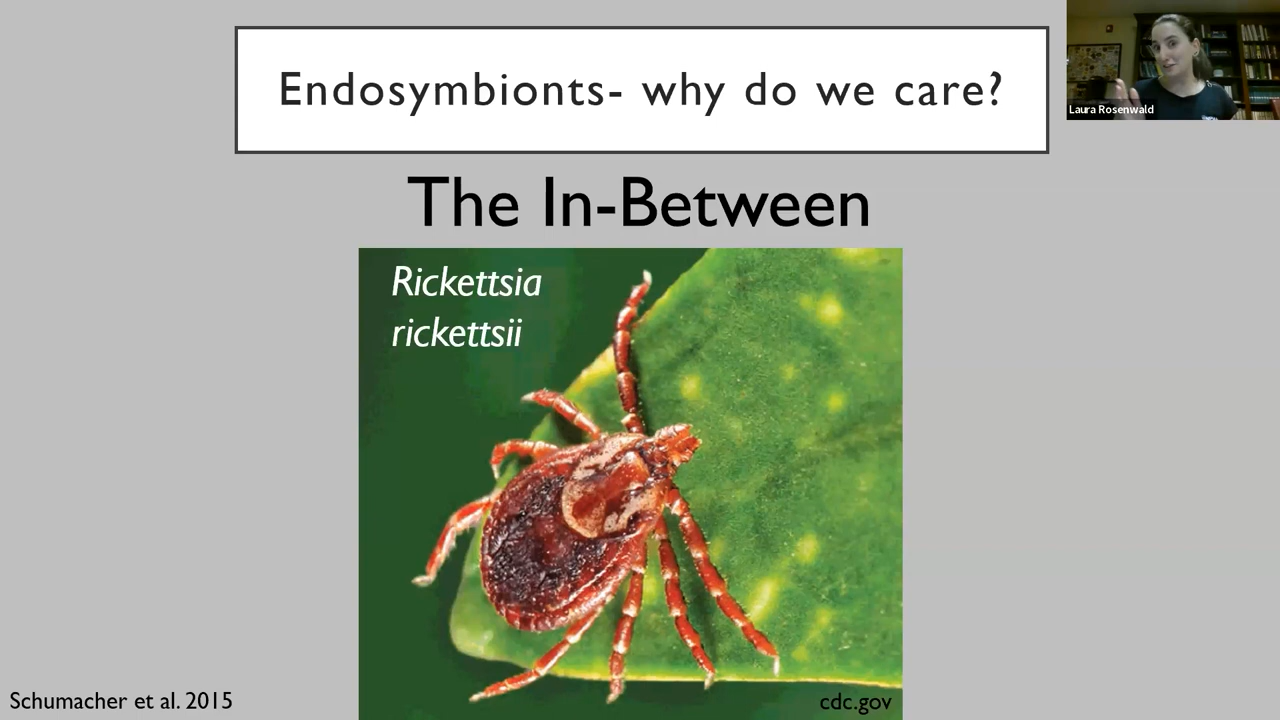 Endosymbionts- why do we care?
Laura Rosenwald
The In-Between
Rickettsia
rickettsii
Schumacher et al. 2015
cdc.gov